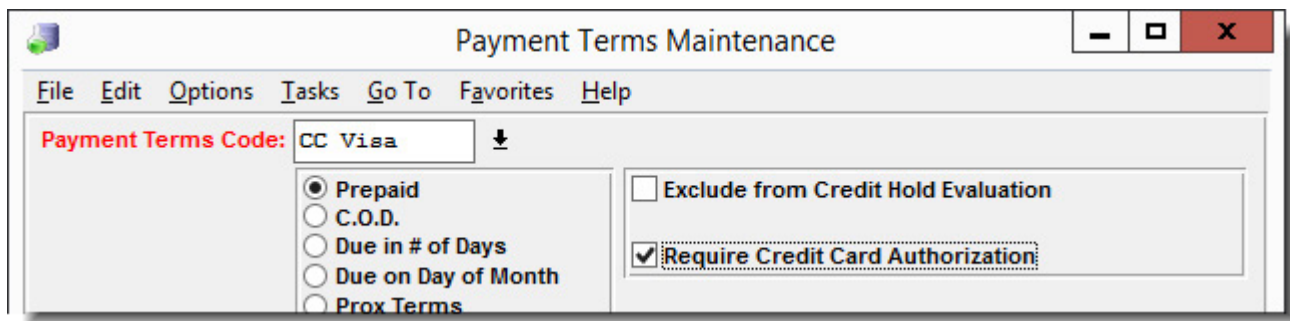 Payment Terms Maintenance
File Edit Options Tasks Go To Favorites Help
Payment Terms Code: CC Visa
Prepaid
C.O.D.
Due in # of Days
Due on Day of Month
Prox Terms
Exclude from Credit Hold Evaluation
Require Credit Card Authorization